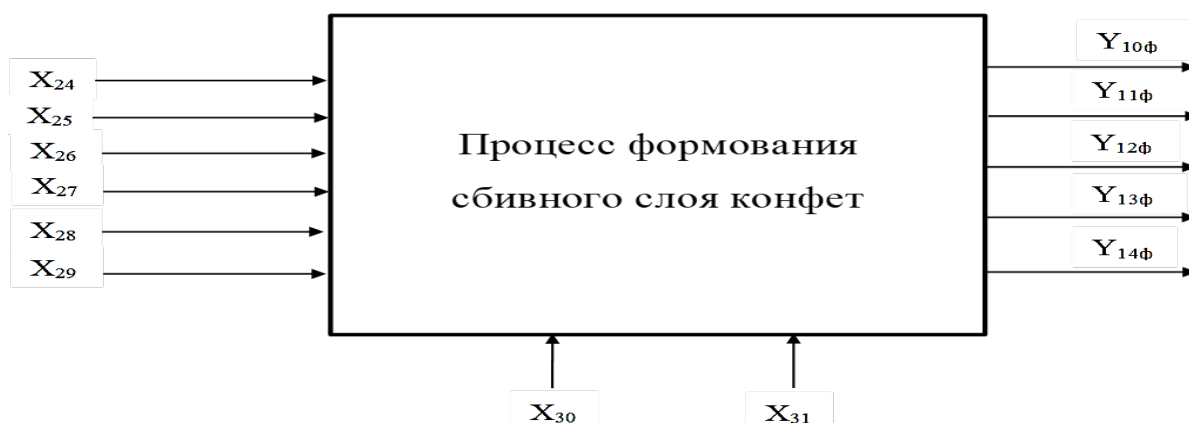 X₂₄
X₂₅
X₂₆
X₂₇
X₂₈
X₂₉
Процесс формования
сбивного слоя конфет
Y₁₀ф
Y₁₁ф
Y₁₂ф
Y₁₃ф
Y₁₄ф
X₃₀
X₃₁